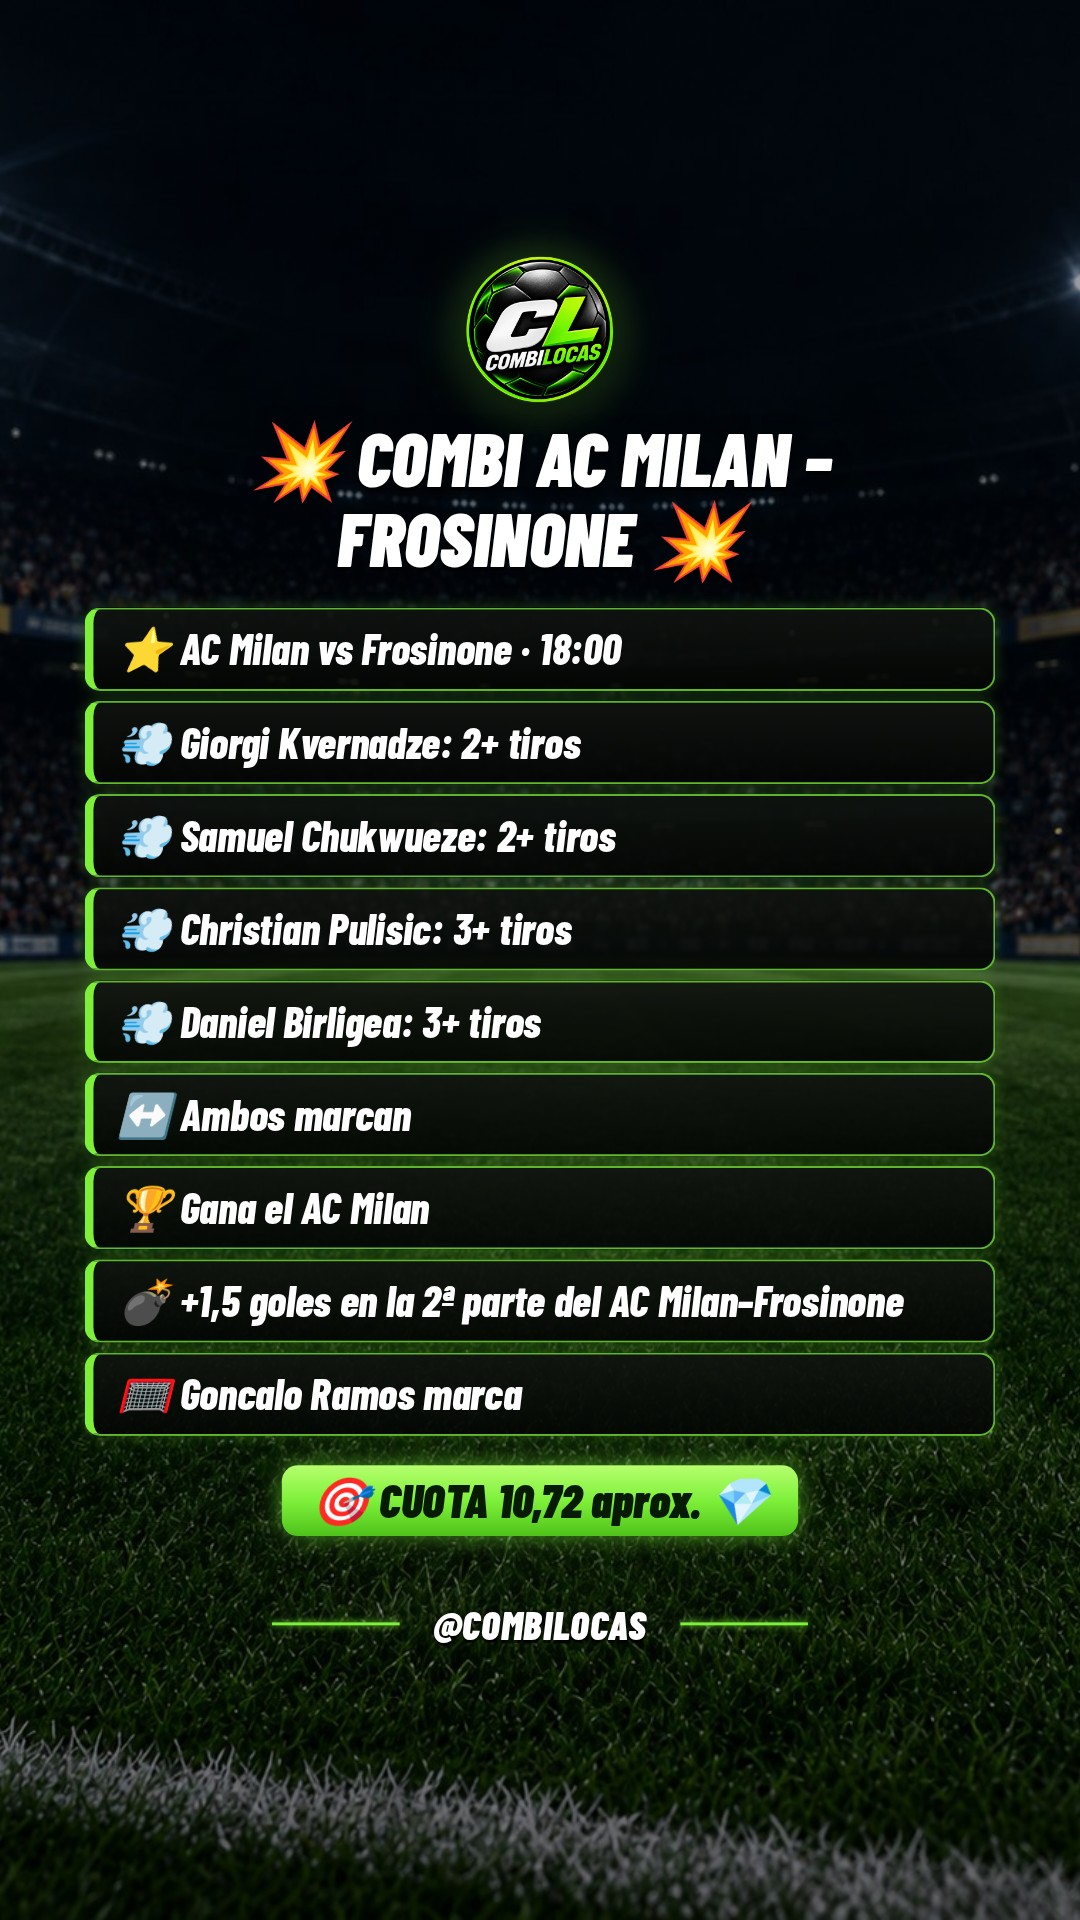 CL
COMBILOCAS
💥 COMBI AC MILAN -
FROSINONE 💥
⭐ AC Milan vs Frosinone · 18:00
💨 Giorgi Kvernadze: 2+ tiros
💨 Samuel Chukwueze: 2+ tiros
💨 Christian Pulisic: 3+ tiros
💨 Daniel Birligea: 3+ tiros
↔️ Ambos marcan
🏆 Gana el AC Milan
💣 +1,5 goles en la 2ª parte del AC Milan-Frosinone
🥅 Goncalo Ramos marca
🎯 CUOTA 10,72 aprox. 💎
@COMBILOCAS